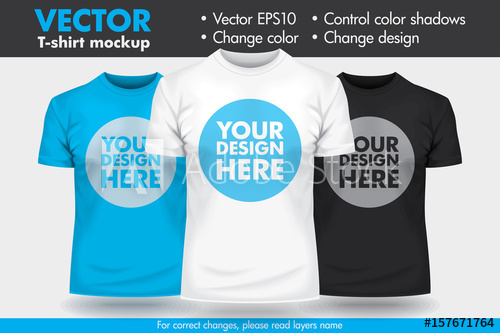 VECTOR
T-shirt mockup
• Vector EPS10
• Change color
• Control color shadows
• Change design
YOUR
DESIGN
HERE
YOUR
DESIGN
HERE
YOUR
DESIGN
HERE
Adobe Stock
For correct changes, please read layers name
#157671764